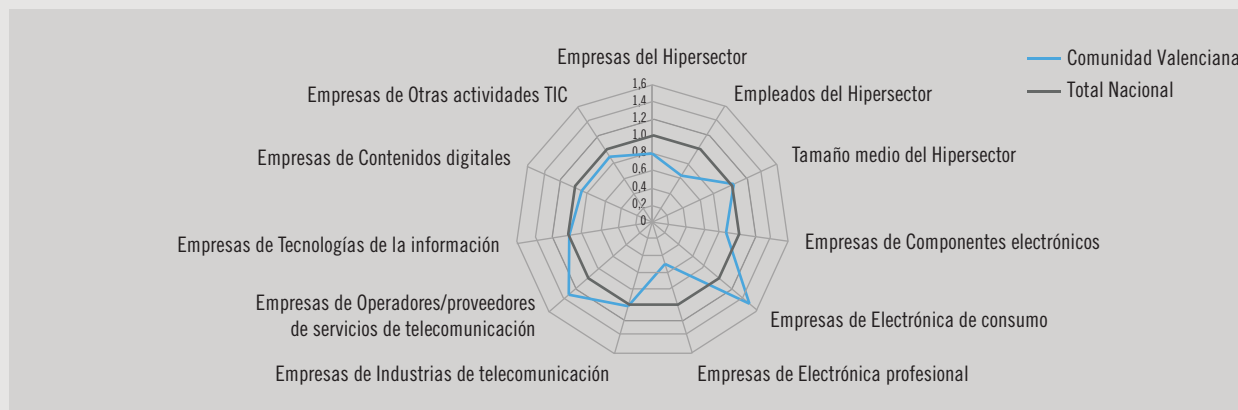 Empresas del Hipersector
Comunidad Valenciana
Total Nacional
Empresas de Otras actividades TIC
Empleados del Hipersector
1,6
1,4
1,2
1,0
0,8
0,6
0,4
0,2
0
Empresas de Contenidos digitales
Tamaño medio del Hipersector
Empresas de Tecnologías de la información
Empresas de Componentes electrónicos
Empresas de Operadores/proveedores
de servicios de telecomunicación
Empresas de Electrónica de consumo
Empresas de Industrias de telecomunicación
Empresas de Electrónica profesional